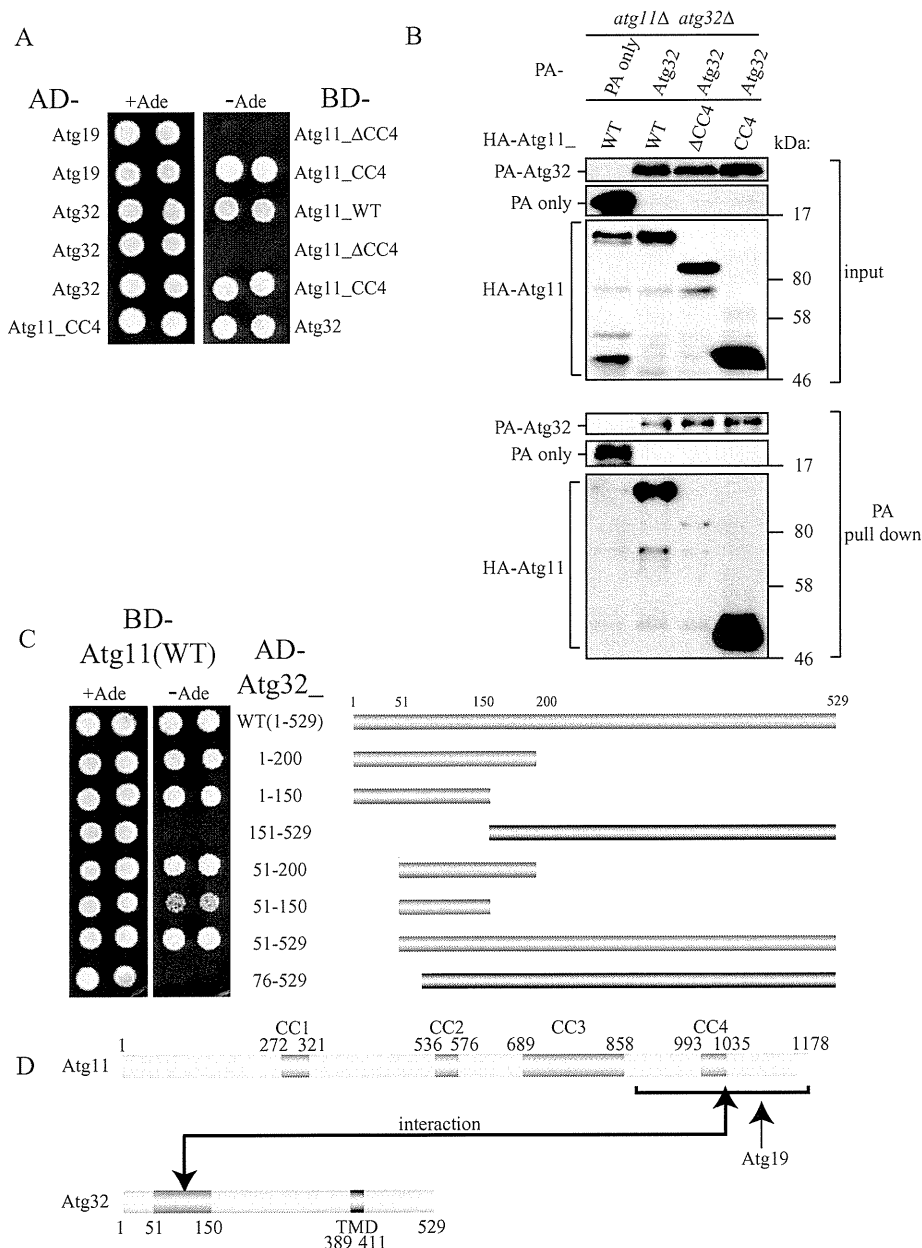 A
AD- +Ade -Ade BD-
Atg19 Atg11_ΔCC4
Atg19 Atg11_CC4
Atg32 Atg11_WT
Atg32 Atg11_ΔCC4
Atg32 Atg11_CC4
Atg11_CC4 Atg32
B
atg11Δ atg32Δ
PA- PA only Atg32 Atg32 Atg32
HA-Atg11_ WT WT ΔCC4 CC4 kDa:
PA-Atg32
PA only 17
HA-Atg11 80
58
46
input
PA-Atg32
PA only 17
HA-Atg11 80
58
46
PA
pull down
C
BD-
Atg11(WT)
AD-
Atg32_
+Ade -Ade
1 51 150 200 529
WT(1-529)
1-200
1-150
151-529
51-200
51-150
51-529
76-529
D
CC1 CC2 CC3 CC4
1 272 321 536 576 689 858 993 1035 1178
Atg11
interaction
Atg19
Atg32
1 51 150 TMD 529
389 411